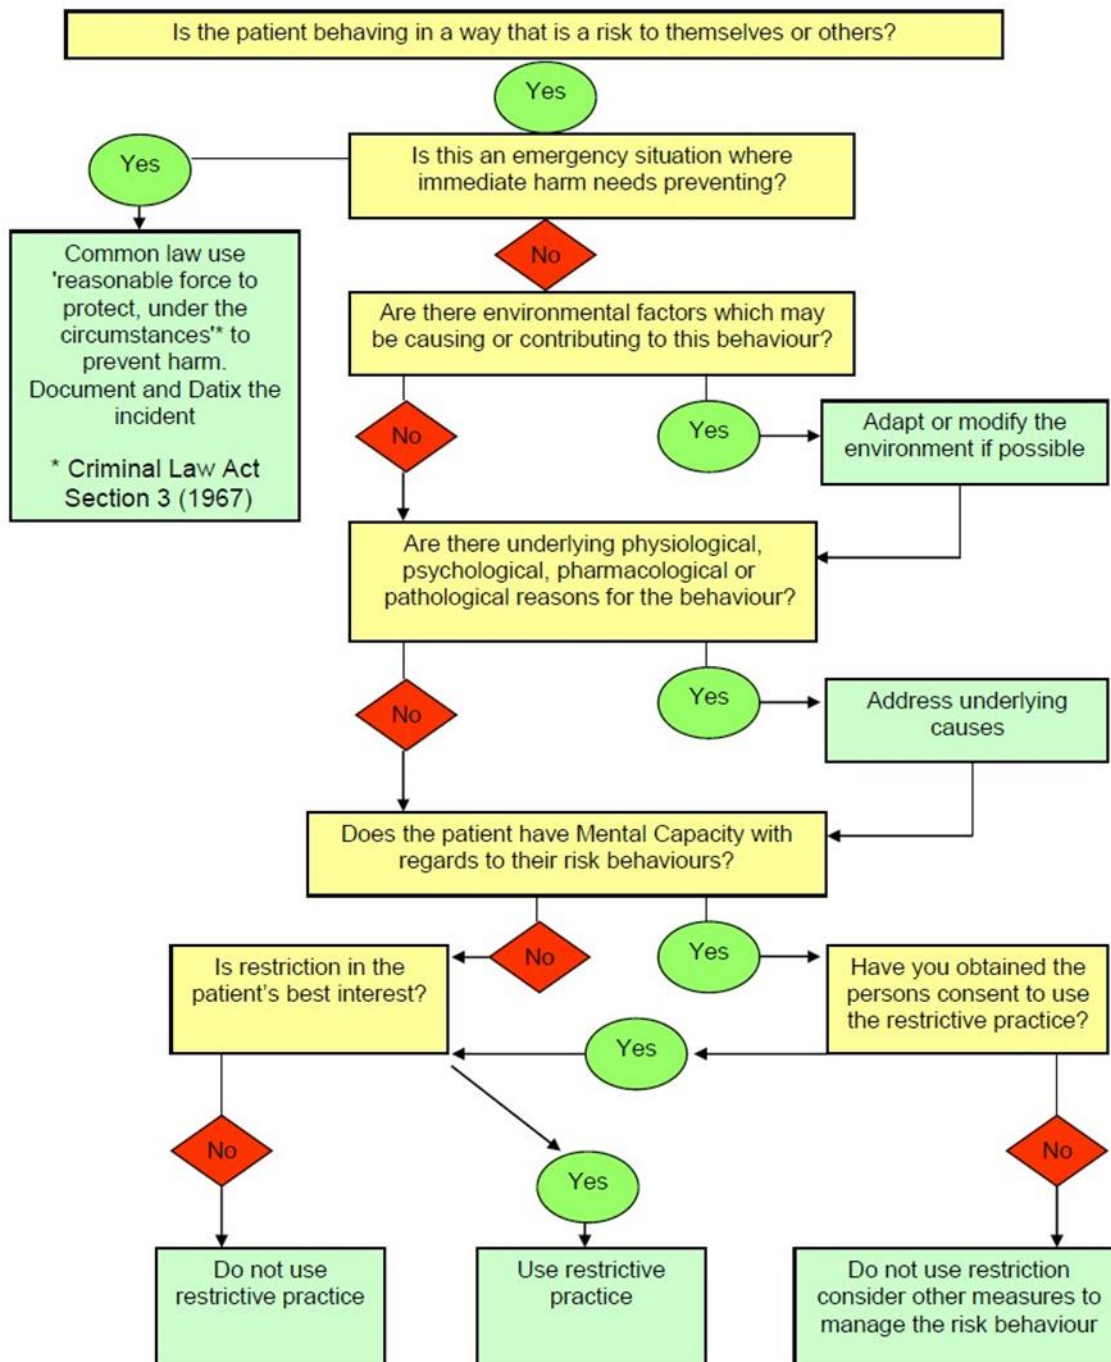 Is the patient behaving in a way that is a risk to themselves or others?
Yes
Yes
Is this an emergency situation where
immediate harm needs preventing?
Common law use
'reasonable force to
protect, under the
circumstances'* to
prevent harm.
Document and Datix the
incident
* Criminal Law Act
Section 3 (1967)
No
Are there environmental factors which may
be causing or contributing to this behaviour?
No
Yes
Adapt or modify the
environment if possible
Are there underlying physiological,
psychological, pharmacological or
pathological reasons for the behaviour?
No
Yes
Address underlying
causes
Does the patient have Mental Capacity with
regards to their risk behaviours?
No
Yes
Is restriction in the
patient's best interest?
Have you obtained the
persons consent to use
the restrictive practice?
Yes
No
Yes
No
Do not use
restrictive practice
Use restrictive
practice
Do not use restriction
consider other measures to
manage the risk behaviour